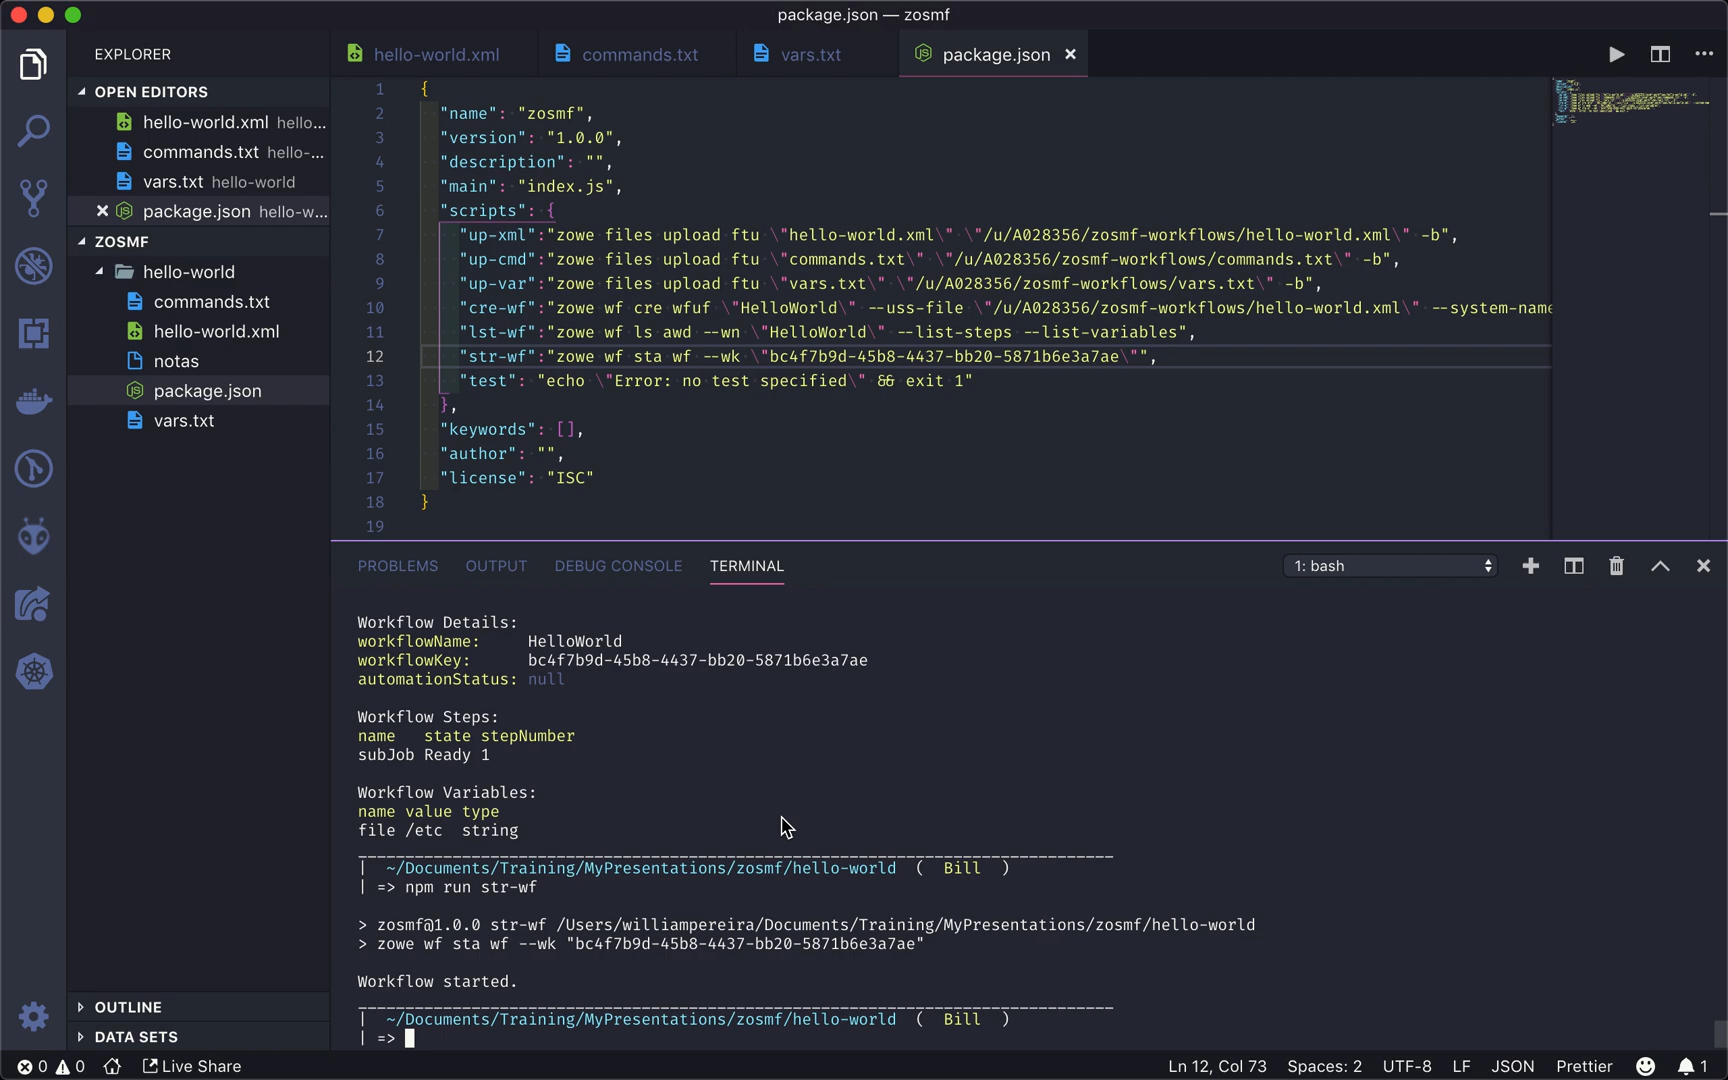 package.json — zosmf
EXPLORER
OPEN EDITORS
hello-world.xml hello...
commands.txt hello-...
vars.txt hello-world
package.json hello-w...
ZOSMF
hello-world
commands.txt
hello-world.xml
notas
package.json
vars.txt
OUTLINE
DATA SETS
hello-world.xml
commands.txt
vars.txt
package.json
1 {
2 "name": "zosmf",
3 "version": "1.0.0",
4 "description": "",
5 "main": "index.js",
6 "scripts": {
7 "up-xml":"zowe files upload ftu \"hello-world.xml\" \"/u/A028356/zosmf-workflows/hello-world.xml\" -b",
8 "up-cmd":"zowe files upload ftu \"commands.txt\" \"/u/A028356/zosmf-workflows/commands.txt\" -b",
9 "up-var":"zowe files upload ftu \"vars.txt\" \"/u/A028356/zosmf-workflows/vars.txt\" -b",
10 "cre-wf":"zowe wf cre wfuf \"HelloWorld\" --uss-file \"/u/A028356/zosmf-workflows/hello-world.xml\" --system-name
11 "lst-wf":"zowe wf ls awd --wn \"HelloWorld\" --list-steps --list-variables",
12 "str-wf":"zowe wf sta wf --wk \"bc4f7b9d-45b8-4437-bb20-5871b6e3a7ae\"",
13 "test": "echo \"Error: no test specified\" && exit 1"
14 },
15 "keywords": [],
16 "author": "",
17 "license": "ISC"
18 }
19
PROBLEMS OUTPUT DEBUG CONSOLE TERMINAL
1: bash
Workflow Details:
workflowName: HelloWorld
workflowKey: bc4f7b9d-45b8-4437-bb20-5871b6e3a7ae
automationStatus: null
Workflow Steps:
name state stepNumber
subJob Ready 1
Workflow Variables:
name value type
file /etc string
| ~/Documents/Training/MyPresentations/zosmf/hello-world ( Bill )
| => npm run str-wf
> zosmf@1.0.0 str-wf /Users/williampereira/Documents/Training/MyPresentations/zosmf/hello-world
> zowe wf sta wf --wk "bc4f7b9d-45b8-4437-bb20-5871b6e3a7ae"
Workflow started.
| ~/Documents/Training/MyPresentations/zosmf/hello-world ( Bill )
| =>
0 0 Live Share Ln 12, Col 73 Spaces: 2 UTF-8 LF JSON Prettier 1